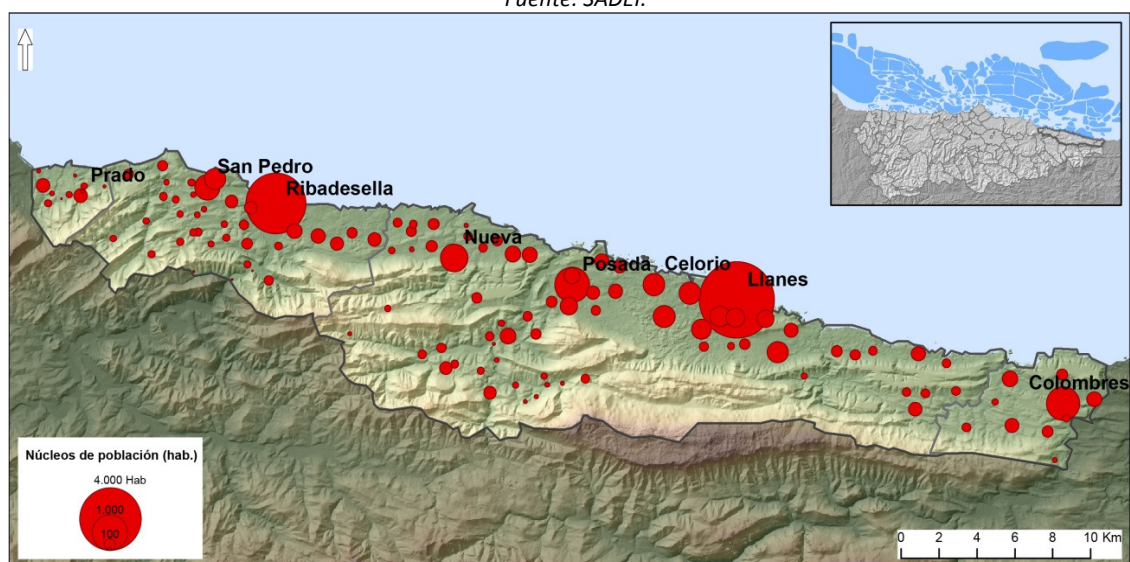 Fuente: SADEI.
San Pedro
Prado
Ribadesella
Nueva
Posada
Celorio
Llanes
Colombres
Núcleos de población (hab.)
4.000 Hab
1.000
100
0 2 4 6 8 10 Km